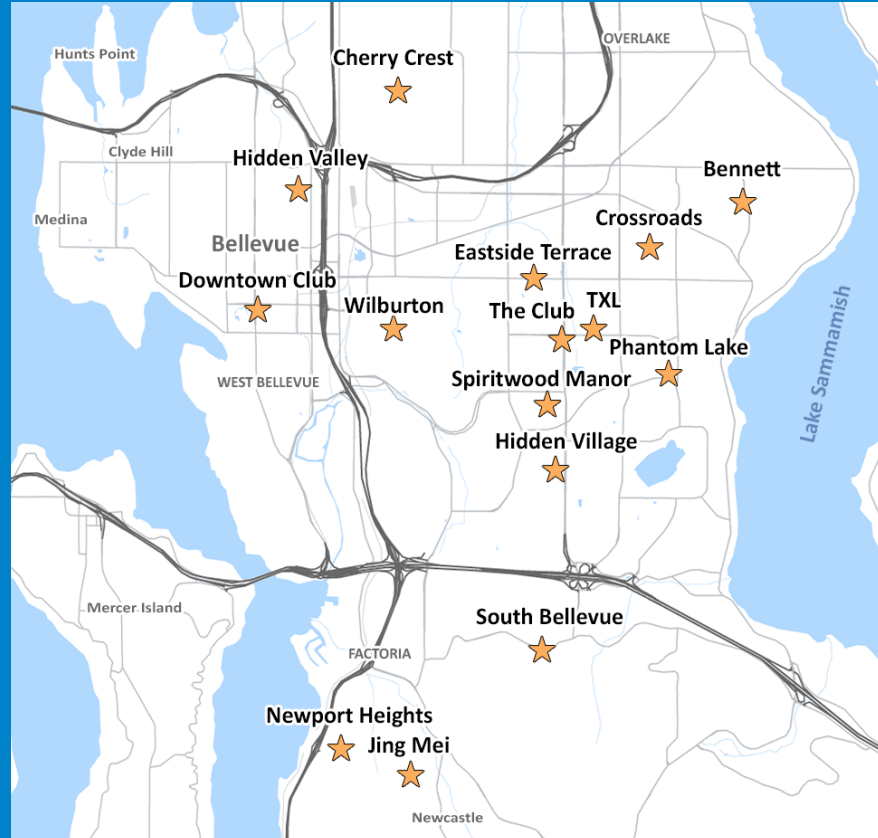 OVERLAKE
Hunts Point
Cherry Crest
Clyde Hill
Hidden Valley
Bennett
Medina
Crossroads
Bellevue
Eastside Terrace
Downtown Club
Wilburton
The Club
TXL
Phantom Lake
Lake Sammamish
WEST BELLEVUE
Spiritwood Manor
Hidden Village
Mercer Island
South Bellevue
FACTORIA
Newport Heights
Jing Mei
Newcastle